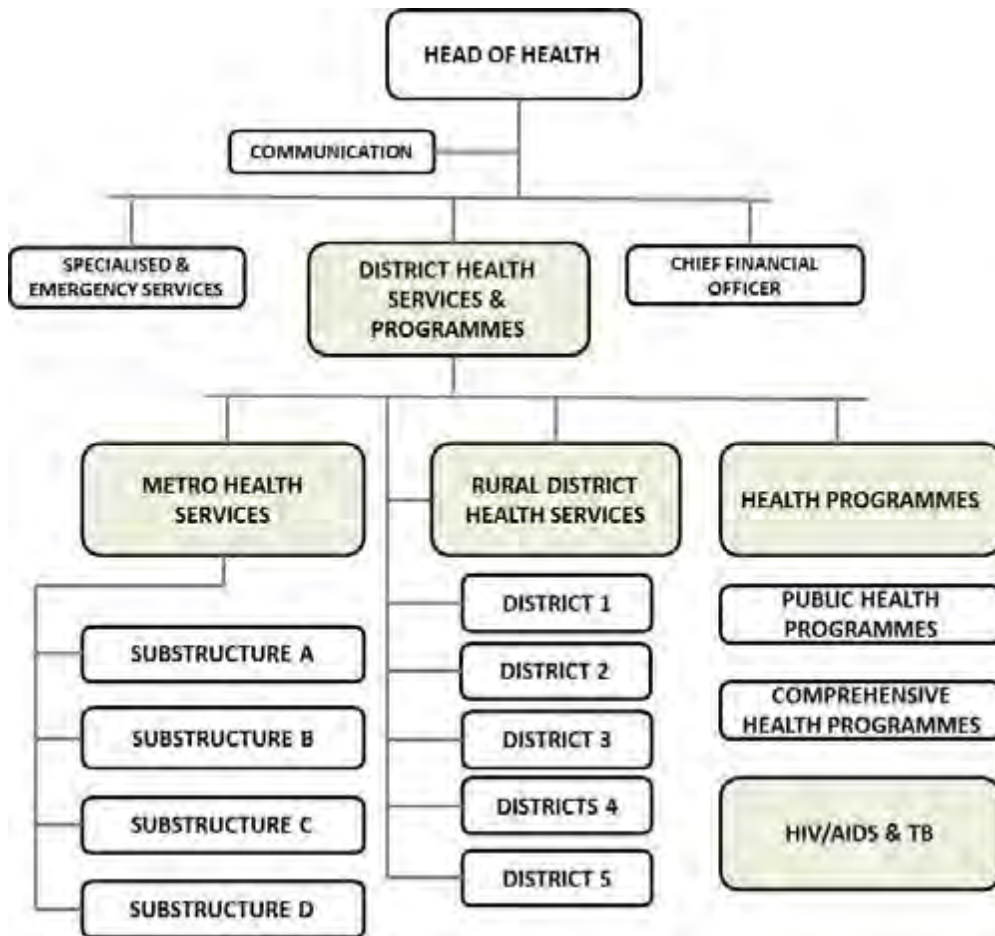 HEAD OF HEALTH
COMMUNICATION
SPECIALISED &
EMERGENCY SERVICES
DISTRICT HEALTH
SERVICES &
PROGRAMMES
CHIEF FINANCIAL
OFFICER
METRO HEALTH
SERVICES
SUBSTRUCTURE A
SUBSTRUCTURE B
SUBSTRUCTURE C
SUBSTRUCTURE D
RURAL DISTRICT
HEALTH SERVICES
DISTRICT 1
DISTRICT 2
DISTRICT 3
DISTRICTS 4
DISTRICT 5
HEALTH PROGRAMMES
PUBLIC HEALTH
PROGRAMMES
COMPREHENSIVE
HEALTH PROGRAMMES
HIV/AIDS & TB